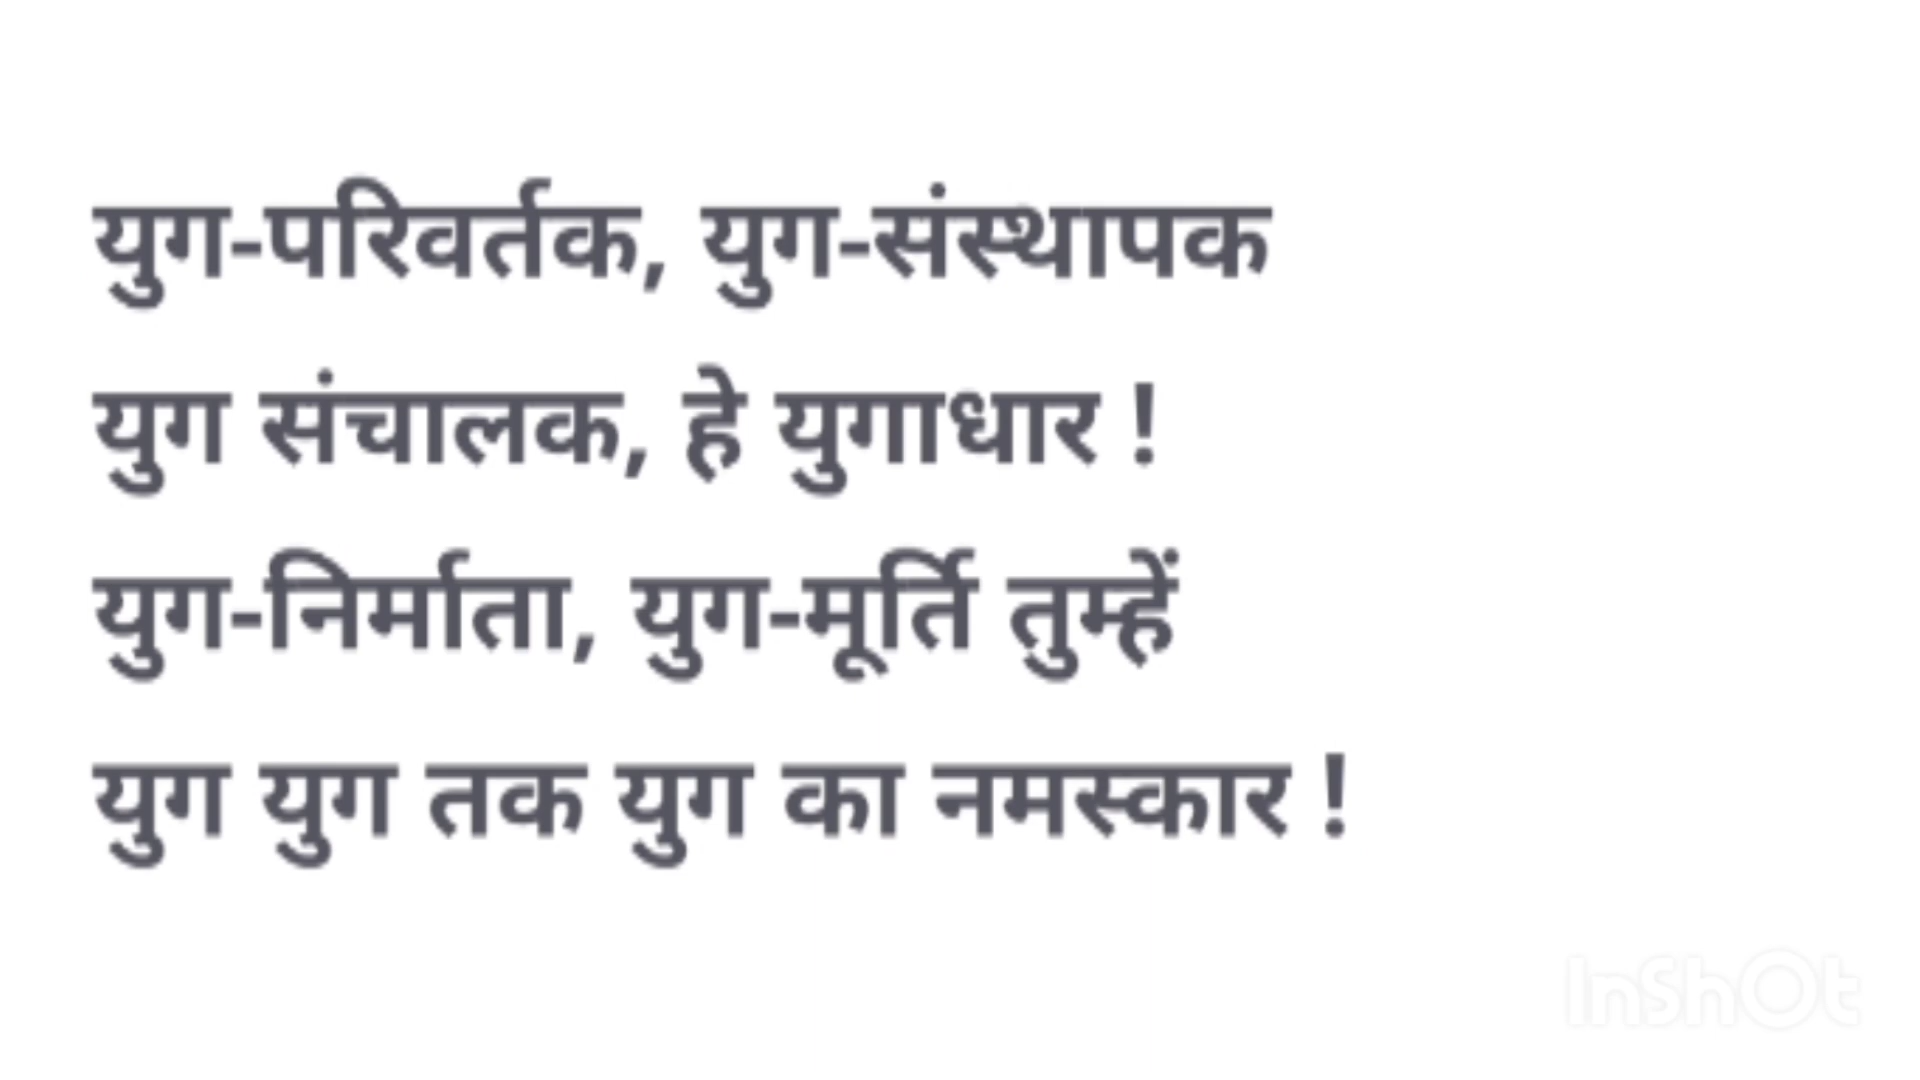 युग-परिवर्तक, युग-संस्थापक
युग संचालक, हे युगाधार !
युग-निर्माता, युग-मूर्ति तुम्हें
युग युग तक युग का नमस्कार !
InShOt